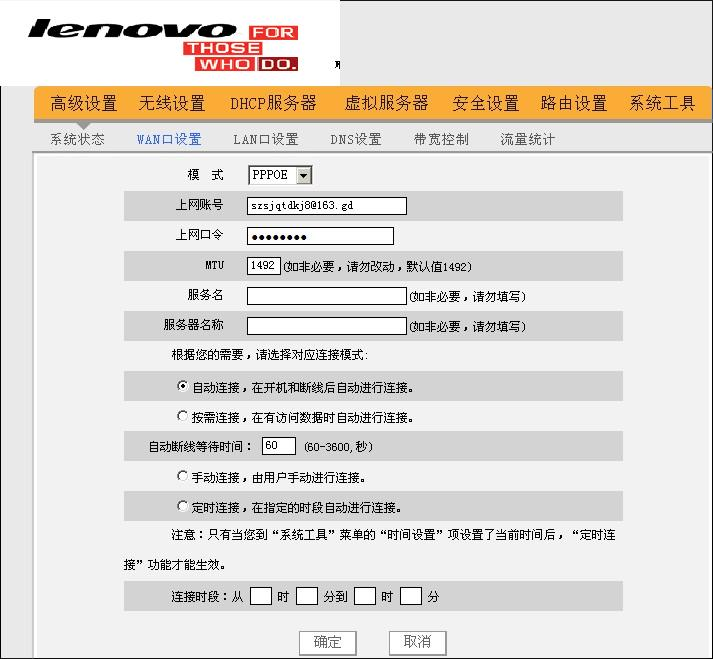 lenovo FOR
THOSE
WHO DO.
高级设置 无线设置 DHCP服务器 虚拟服务器 安全设置 路由设置 系统工具
系统状态 WAN口设置 LAN口设置 DNS设置 带宽控制 流量统计
模 式 PPPOE
上网账号 szsjqtdkj8@163.gd
上网口令 ●●●●●●●●
MTU 1492 (如非必要，请勿改动，默认值1492)
服务名 (如非必要，请勿填写)
服务器名称 (如非必要，请勿填写)
根据您的需要，请选择对应连接模式:
自动连接，在开机和断线后自动进行连接。
按需连接，在有访问数据时自动进行连接。
自动断线等待时间： 60 (60-3600,秒)
手动连接，由用户手动进行连接。
定时连接，在指定的时段自动进行连接。
注意：只有当您到“系统工具”菜单的“时间设置”项设置了当前时间后，“定时连
接”功能才能生效。
连接时段：从 时 分到 时 分
确定 取消